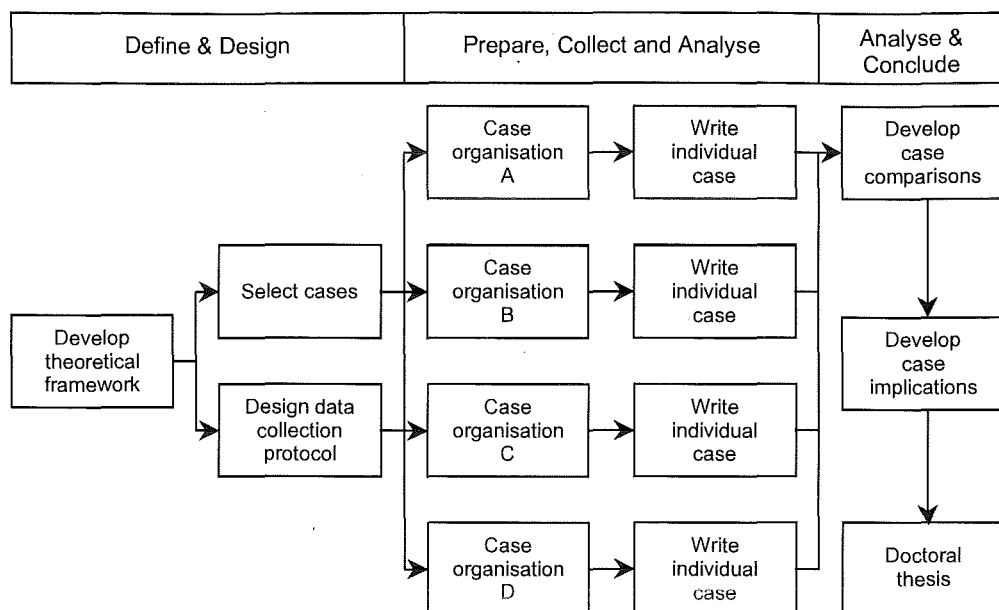 Define & Design
Prepare, Collect and Analyse
Analyse &
Conclude
Case
organisation
A
Write
individual
case
Develop
case
comparisons
Select cases
Case
organisation
B
Write
individual
case
Develop
theoretical
framework
Develop
case
implications
Design data
collection
protocol
Case
organisation
C
Write
individual
case
Case
organisation
D
Write
individual
case
Doctoral
thesis